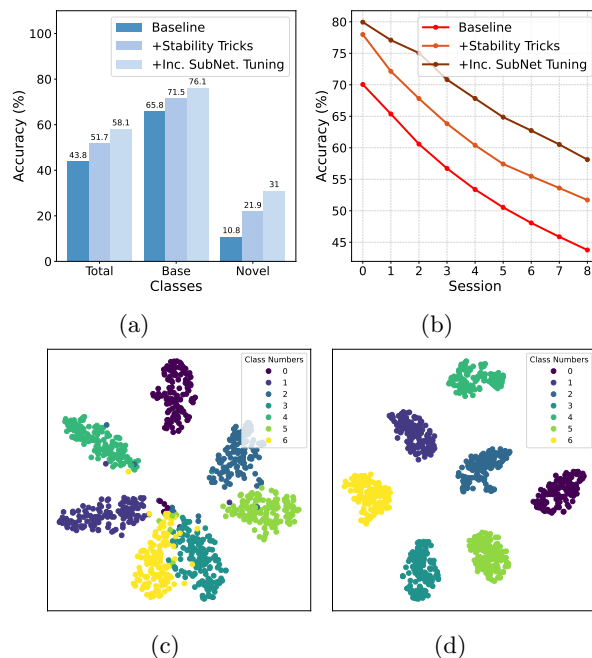 Baseline
+Stability Tricks
+Inc. SubNet. Tuning
Accuracy (%)
100
80
60
40
20
0
43.8
51.7
58.1
65.8
71.5
76.1
10.8
21.9
31
Total
Base
Novel
Classes
(a)
Baseline
+Stability Tricks
+Inc. SubNet Tuning
Accuracy (%)
80
75
70
65
60
55
50
45
0 1 2 3 4 5 6 7 8
Session
(b)
Class Numbers
0
1
2
3
4
5
6
(c)
Class Numbers
0
1
2
3
4
5
6
(d)